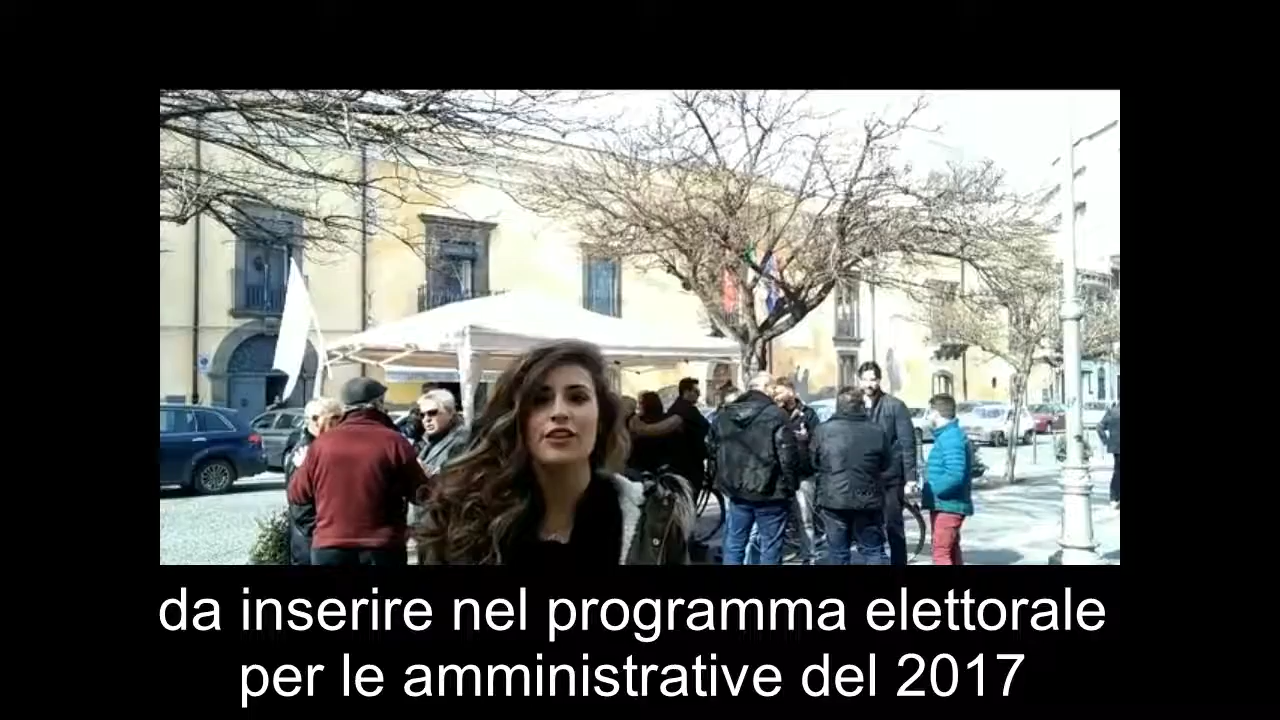 da inserire nel programma elettorale
per le amministrative del 2017